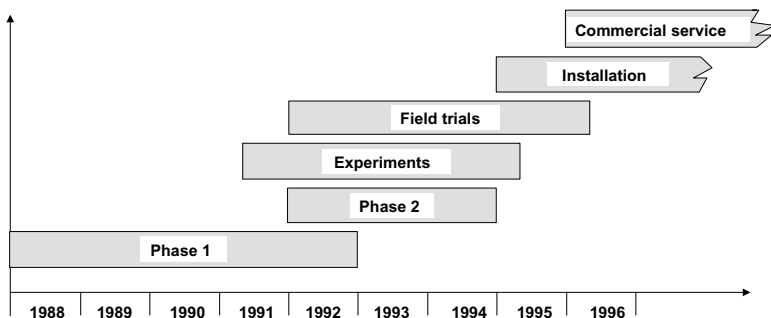 Commercial service
Installation
Field trials
Experiments
Phase 2
Phase 1
1988 1989 1990 1991 1992 1993 1994 1995 1996